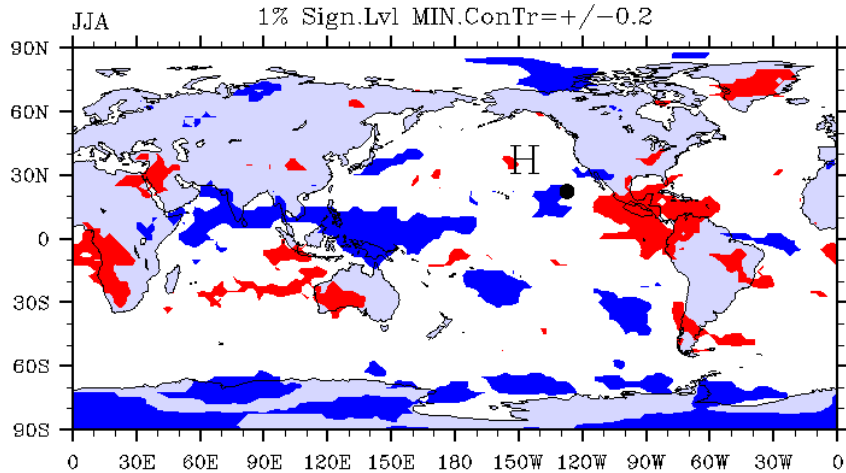 JJA 1% Sign.Lvl MIN.ConTr=+/−0.2
90N
60N
H
30N
0
30S
60S
90S
0 30E 60E 90E 120E 150E 180 150W 120W 90W 60W 30W 0